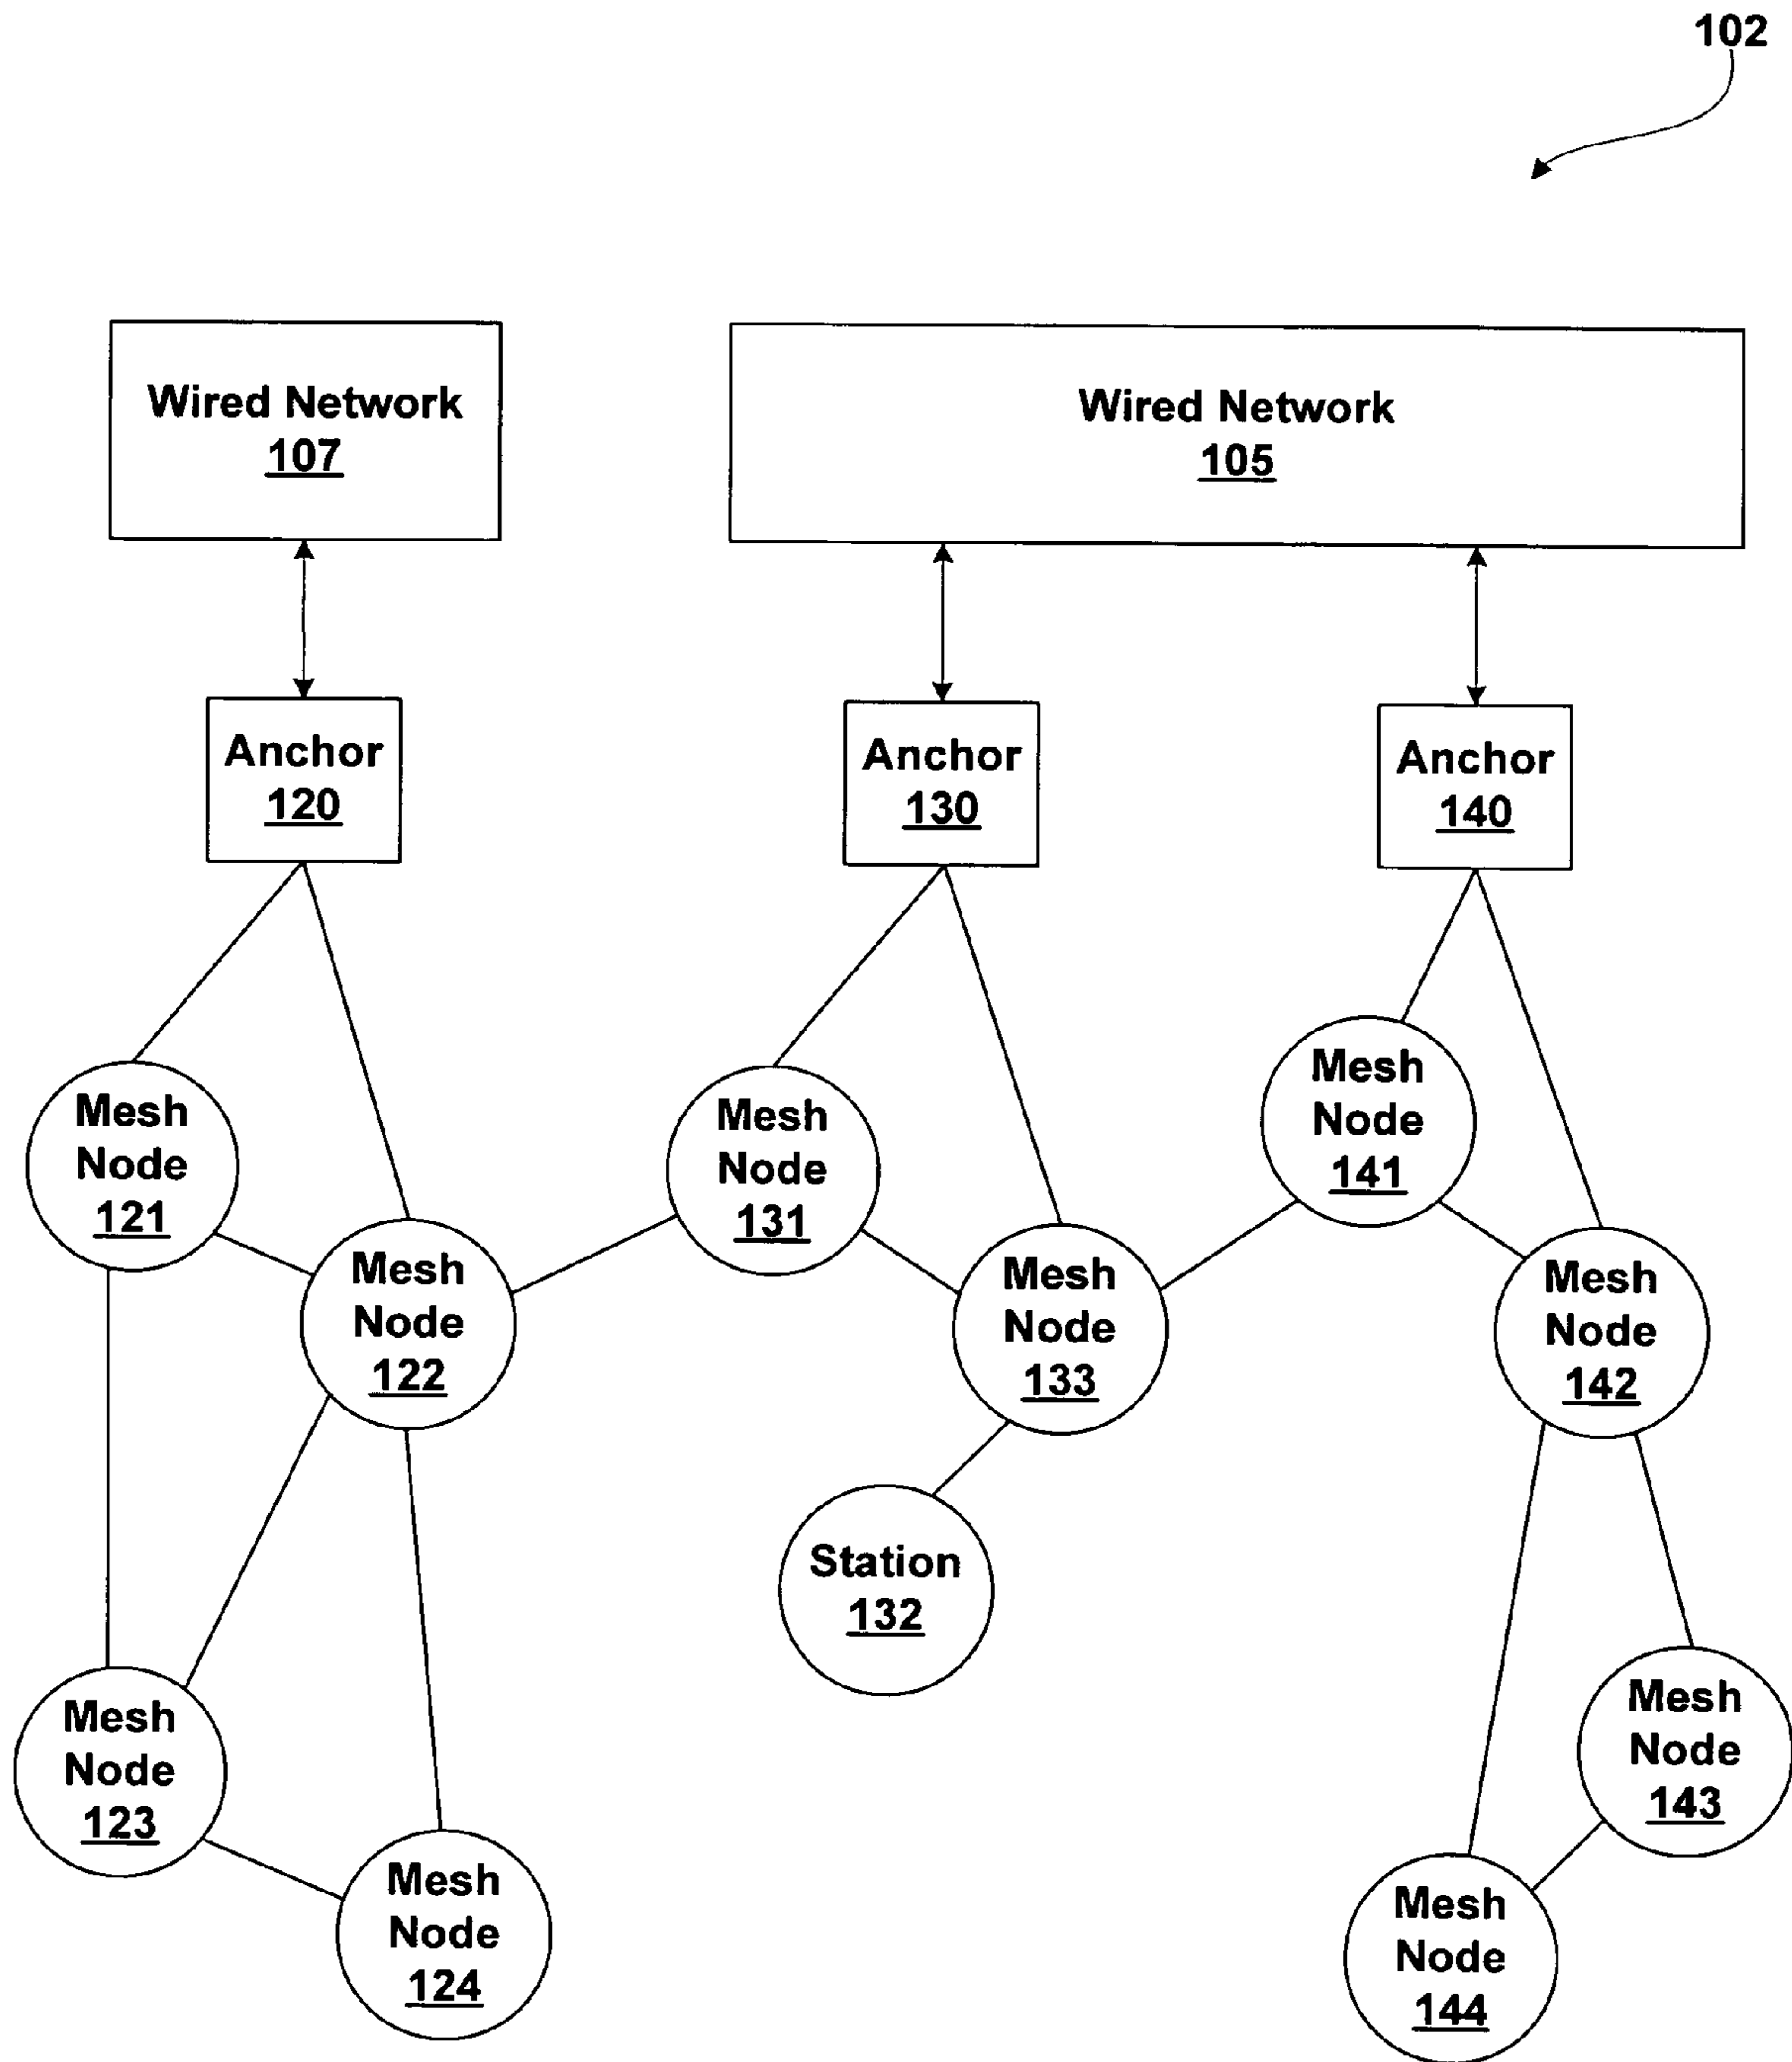 102
Wired Network
107
Wired Network
105
Anchor
120
Anchor
130
Anchor
140
Mesh
Node
121
Mesh
Node
122
Mesh
Node
131
Mesh
Node
133
Mesh
Node
141
Mesh
Node
142
Station
132
Mesh
Node
123
Mesh
Node
124
Mesh
Node
143
Mesh
Node
144